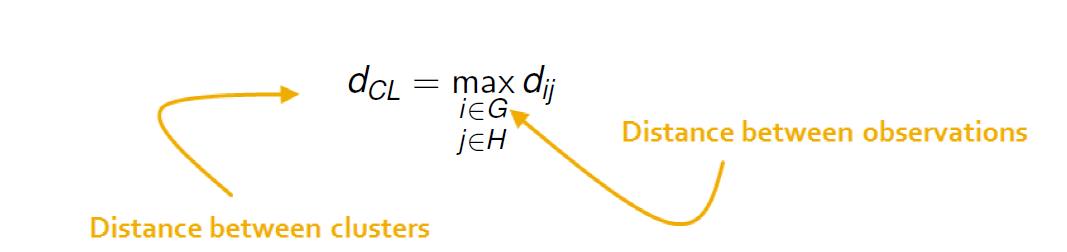 d_CL = max d_ij
i∈G
j∈H
Distance between observations
Distance between clusters